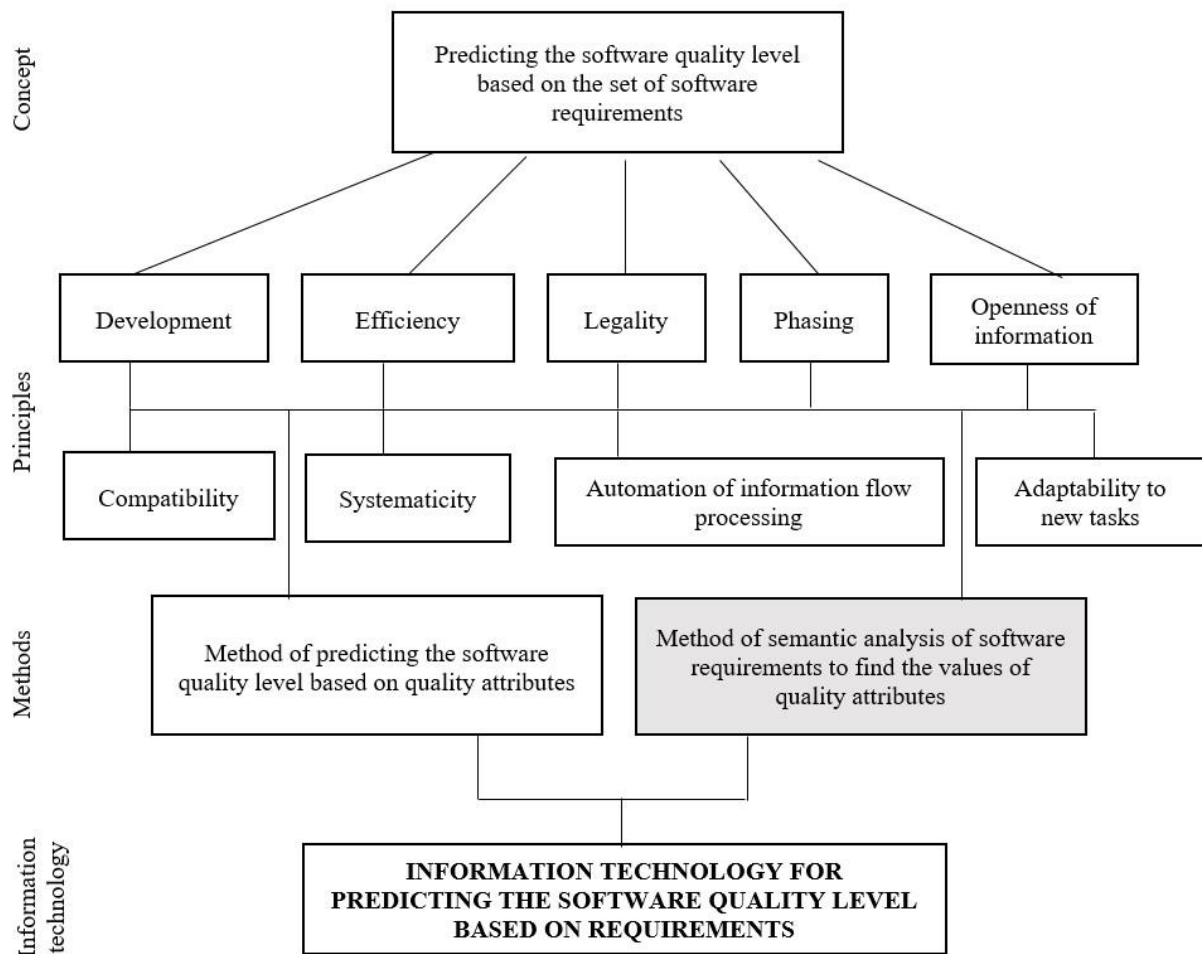 Concept
Predicting the software quality level
based on the set of software
requirements
Principles
Development
Efficiency
Legality
Phasing
Openness of
information
Compatibility
Systematicity
Automation of information flow
processing
Adaptability to
new tasks
Methods
Method of predicting the software
quality level based on quality attributes
Method of semantic analysis of software
requirements to find the values of
quality attributes
Information
technology
INFORMATION TECHNOLOGY FOR
PREDICTING THE SOFTWARE QUALITY LEVEL
BASED ON REQUIREMENTS